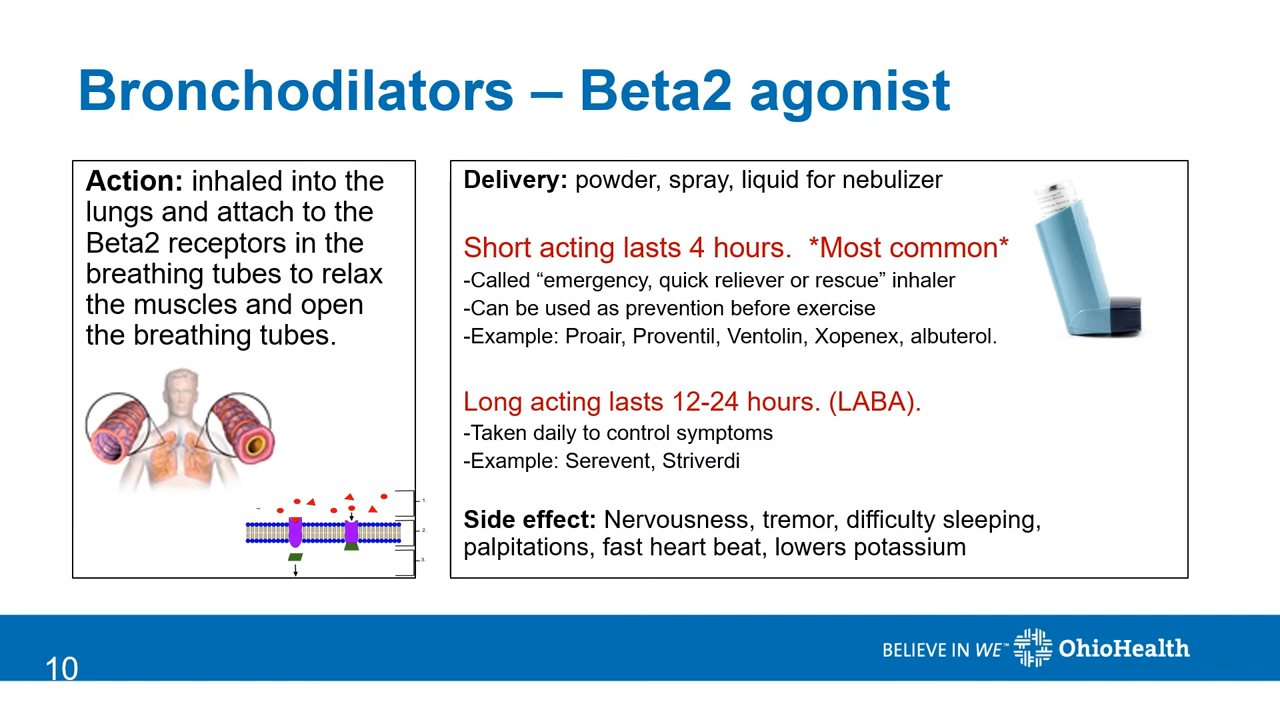 Bronchodilators – Beta2 agonist
Action: inhaled into the
lungs and attach to the
Beta2 receptors in the
breathing tubes to relax
the muscles and open
the breathing tubes.
1.
2.
3.
Delivery: powder, spray, liquid for nebulizer
Short acting lasts 4 hours. *Most common*
-Called “emergency, quick reliever or rescue” inhaler
-Can be used as prevention before exercise
-Example: Proair, Proventil, Ventolin, Xopenex, albuterol.
Long acting lasts 12-24 hours. (LABA).
-Taken daily to control symptoms
-Example: Serevent, Striverdi
Side effect: Nervousness, tremor, difficulty sleeping,
palpitations, fast heart beat, lowers potassium
BELIEVE IN WE™ OhioHealth
10